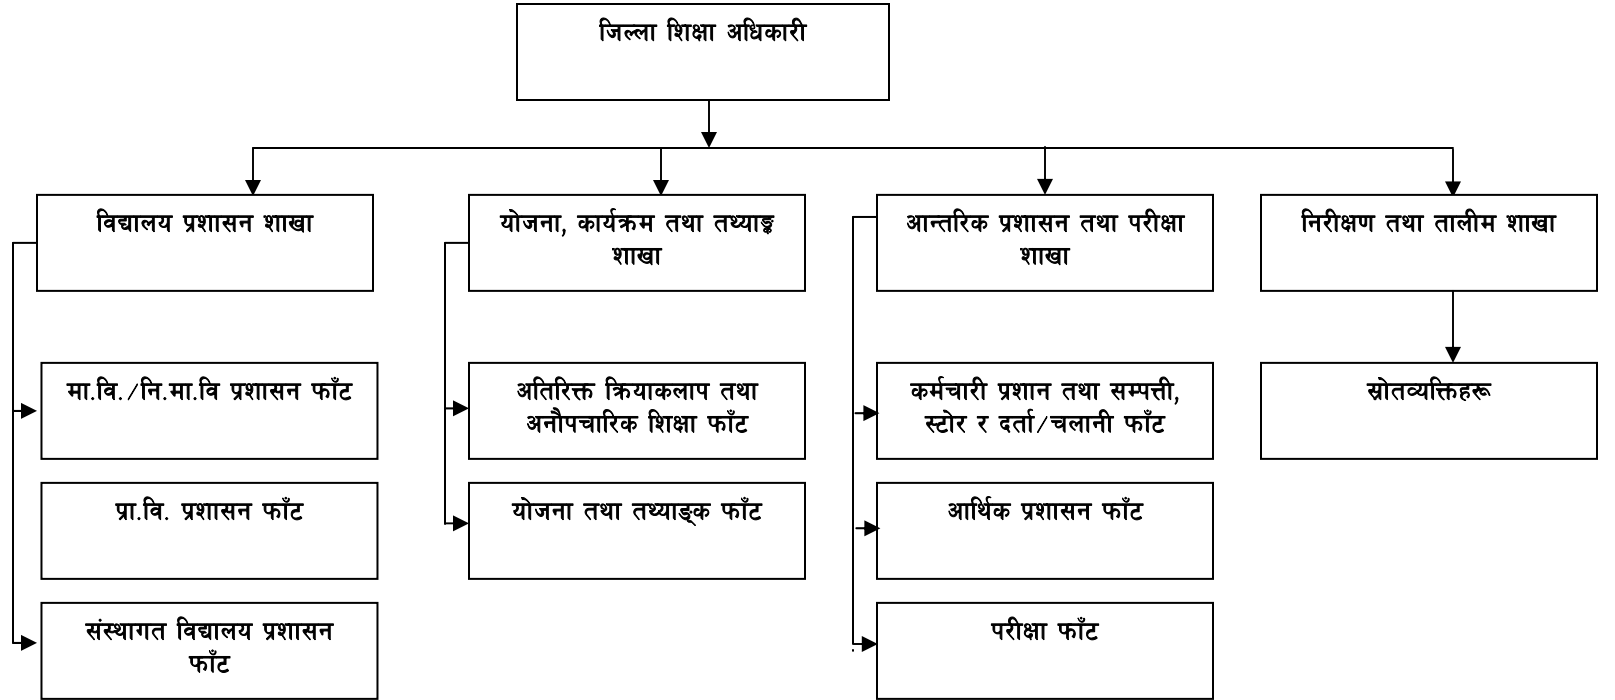 जिल्ला शिक्षा अधिकारी
विद्यालय प्रशासन शाखा
योजना, कार्यक्रम तथा तथ्याङ्क
शाखा
आन्तरिक प्रशासन तथा परीक्षा
शाखा
निरीक्षण तथा तालीम शाखा
मा.वि./नि.मा.वि प्रशासन फाँट
अतिरिक्त क्रियाकलाप तथा
अनौपचारिक शिक्षा फाँट
कर्मचारी प्रशान तथा सम्पत्ती,
स्टोर र दर्ता/चलानी फाँट
स्रोतव्यक्तिहरू
प्रा.वि. प्रशासन फाँट
योजना तथा तथ्याङ्क फाँट
आर्थिक प्रशासन फाँट
संस्थागत विद्यालय प्रशासन
फाँट
परीक्षा फाँट